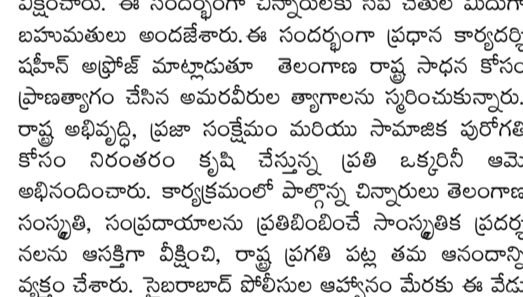 వీక్షించారు. ఈ సందర్భంగా చిన్నారులకు సీపీ చేతుల మీదుగా
బహుమతులు అందజేశారు. ఈ సందర్భంగా ప్రధాన కార్యదర్శి
షహీన్ అఫ్రోజ్ మాట్లాడుతూ తెలంగాణ రాష్ట్ర సాధన కోసం
ప్రాణత్యాగం చేసిన అమరవీరుల త్యాగాలను స్మరించుకున్నారు.
రాష్ట్ర అభివృద్ధి, ప్రజా సంక్షేమం మరియు సామాజిక పురోగతి
కోసం నిరంతరం కృషి చేస్తున్న ప్రతి ఒక్కరినీ ఆమె
అభినందించారు. కార్యక్రమంలో పాల్గొన్న చిన్నారులు తెలంగాణ
సంస్కృతి, సంప్రదాయాలను ప్రతిబింబించే సాంస్కృతిక ప్రదర్శ
నలను ఆసక్తిగా వీక్షించి, రాష్ట్ర ప్రగతి పట్ల తమ ఆనందాన్ని
వ్యక్తం చేశారు. సైబరాబాద్ పోలీసుల ఆహ్వానం మేరకు ఈ వేడు